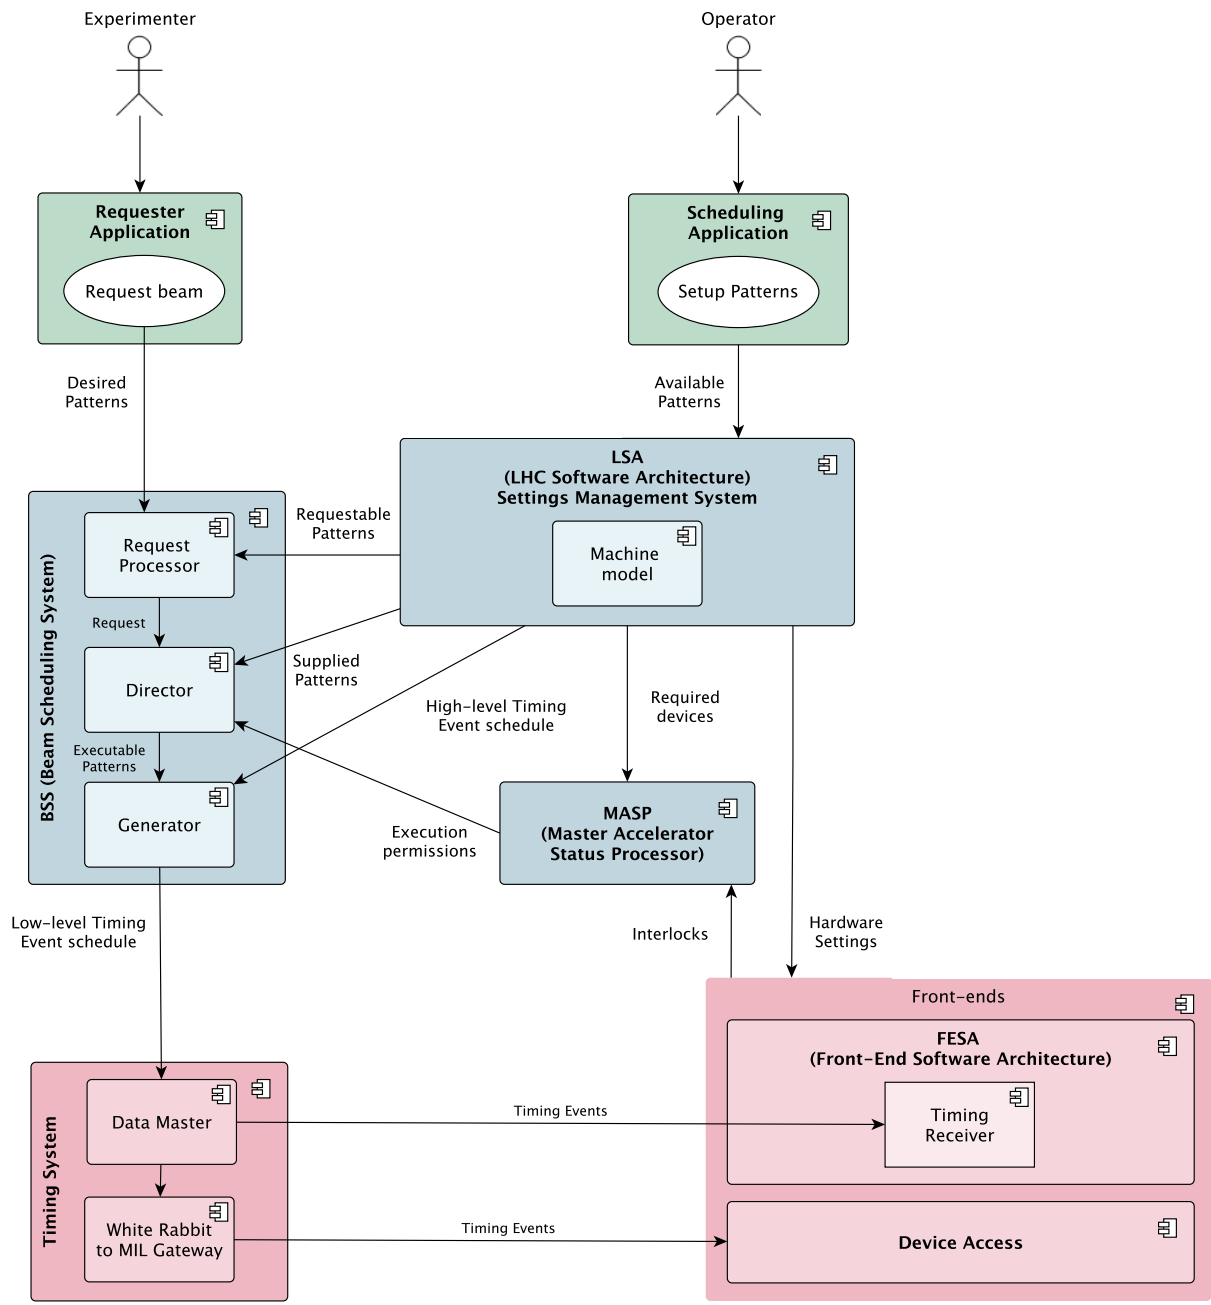 Experimenter
Operator
Requester
Application
Request beam
Scheduling
Application
Setup Patterns
Desired
Patterns
Available
Patterns
LSA
(LHC Software Architecture)
Settings Management System
Machine
model
Requestable
Patterns
BSS (Beam Scheduling System)
Request
Processor
Request
Director
Supplied
Patterns
High-level Timing
Event schedule
Required
devices
Executable
Patterns
Generator
MASP
(Master Accelerator
Status Processor)
Execution
permissions
Low-level Timing
Event schedule
Interlocks
Hardware
Settings
Front-ends
FESA
(Front-End Software Architecture)
Timing System
Data Master
Timing Events
Timing
Receiver
White Rabbit
to MIL Gateway
Timing Events
Device Access